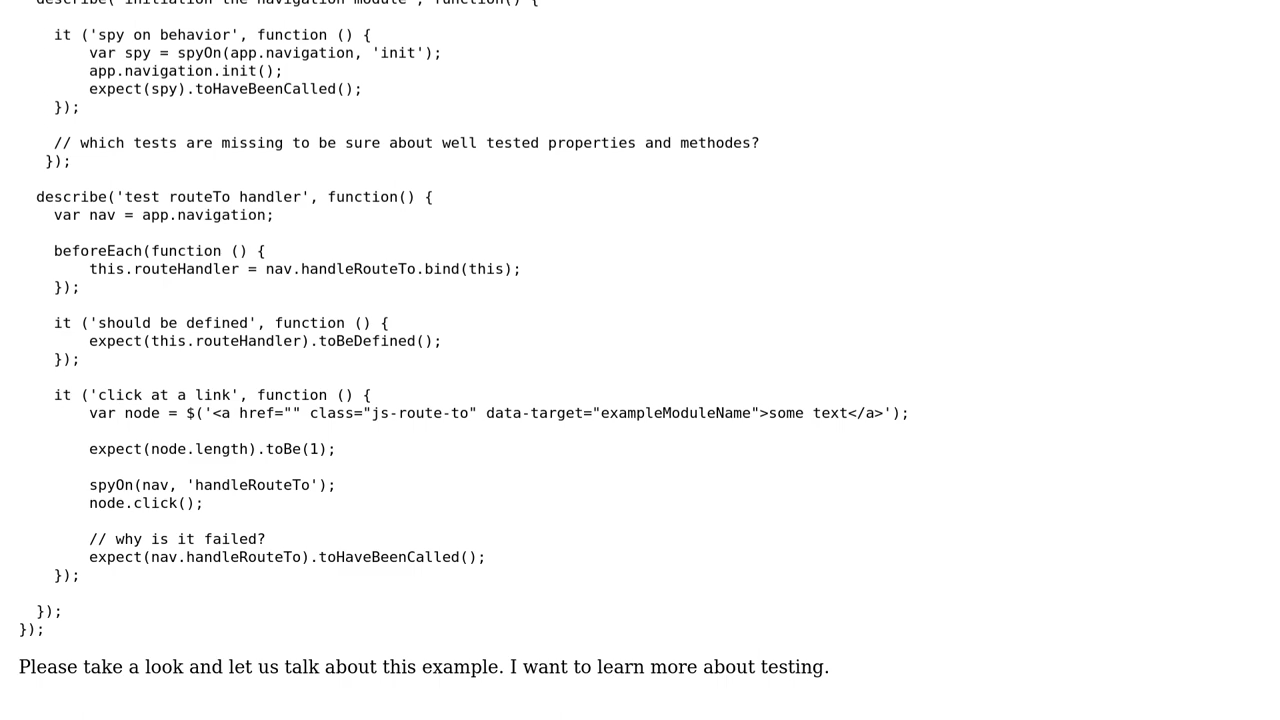 describe('initiation the navigation module', function() {
it ('spy on behavior', function () {
var spy = spyOn(app.navigation, 'init');
app.navigation.init();
expect(spy).toHaveBeenCalled();
});
// which tests are missing to be sure about well tested properties and methodes?
});
describe('test routeTo handler', function() {
var nav = app.navigation;
beforeEach(function () {
this.routeHandler = nav.handleRouteTo.bind(this);
});
it ('should be defined', function () {
expect(this.routeHandler).toBeDefined();
});
it ('click at a link', function () {
var node = $('<a href="" class="js-route-to" data-target="exampleModuleName">some text</a>');
expect(node.length).toBe(1);
spyOn(nav, 'handleRouteTo');
node.click();
// why is it failed?
expect(nav.handleRouteTo).toHaveBeenCalled();
});
});
});
Please take a look and let us talk about this example. I want to learn more about testing.